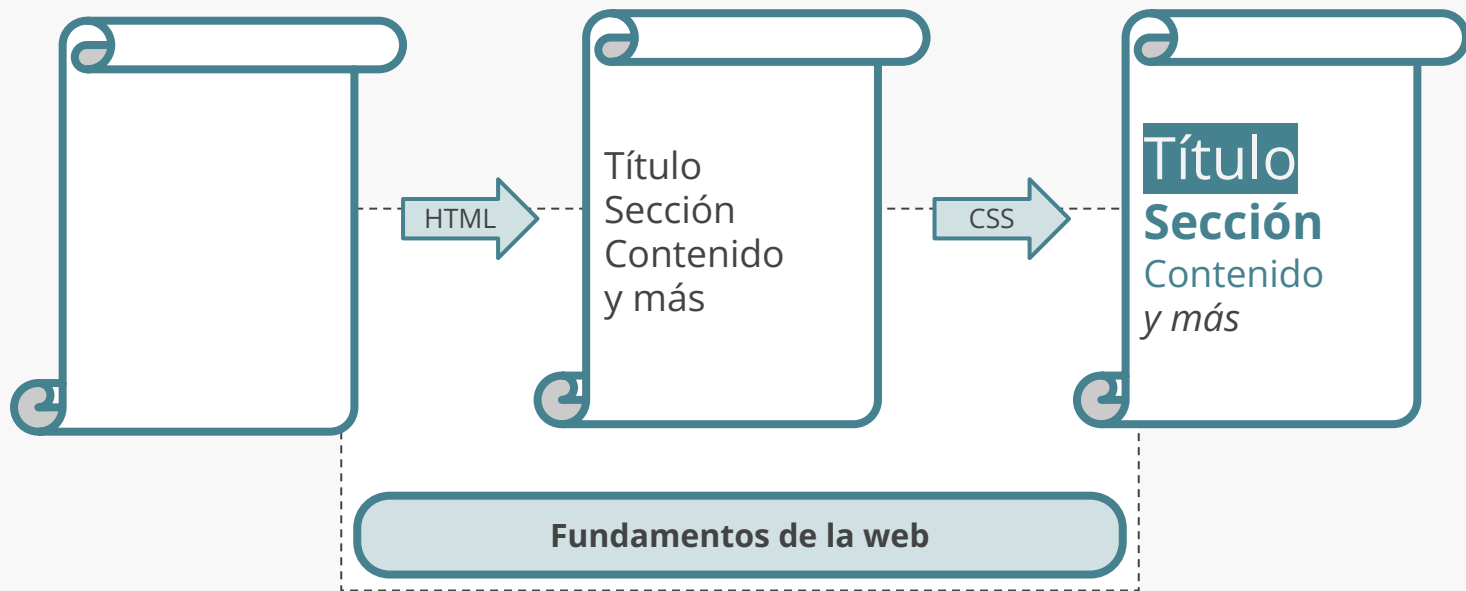 HTML
Título
Sección
Contenido
y más
CSS
Título
Sección
Contenido
y más
Fundamentos de la web